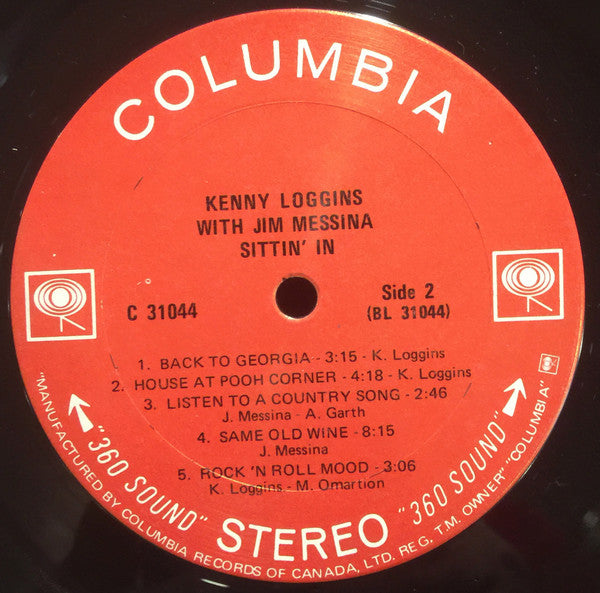 COLUMBIA
KENNY LOGGINS
WITH JIM MESSINA
SITTIN' IN
C 31044
Side 2
(BL 31044)
1. BACK TO GEORGIA - 3:15 - K. Loggins
2. HOUSE AT POOH CORNER - 4:18 - K. Loggins
3. LISTEN TO A COUNTRY SONG - 2:46
J. Messina - A. Garth
4. SAME OLD WINE - 8:15
J. Messina
5. ROCK 'N ROLL MOOD - 3:06
K. Loggins - M. Omartion
"360 SOUND" STEREO "360 SOUND"
"MANUFACTURED BY COLUMBIA RECORDS OF CANADA, LTD. REG. T.M. OWNER" "COLUMBIA"